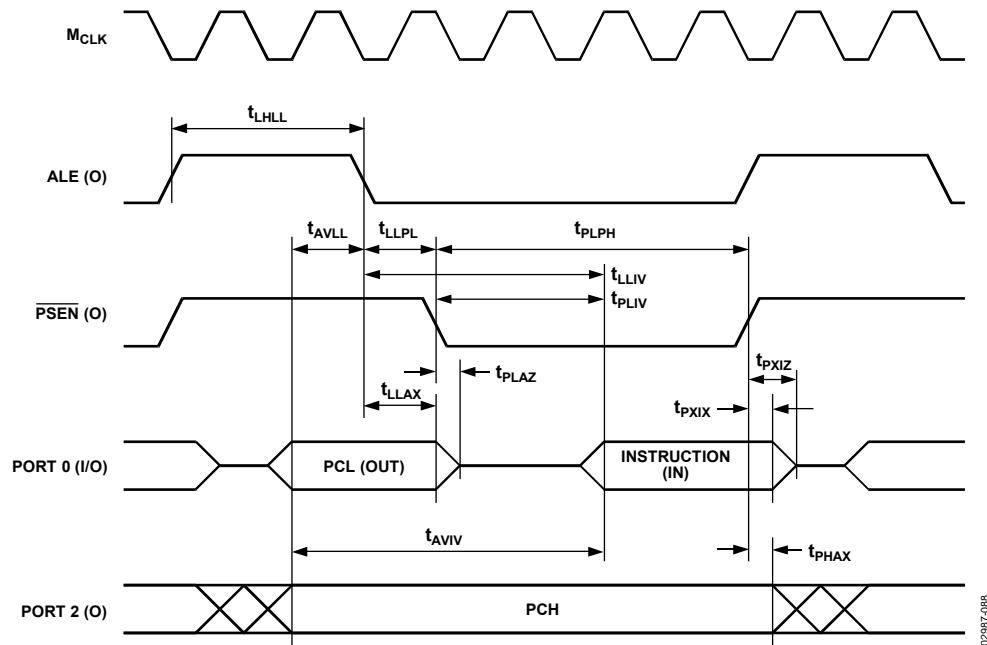 MCLK
tLHLL
ALE (O)
tAVLL
tLLPL
tPLPH
tLLIV
PSEN (O)
tPLIV
tPLAZ
tPXIZ
tLLAX
tPXIX
PORT 0 (I/O)
PCL (OUT)
INSTRUCTION
(IN)
tAVIV
tPHAX
PORT 2 (O)
PCH
02987-088